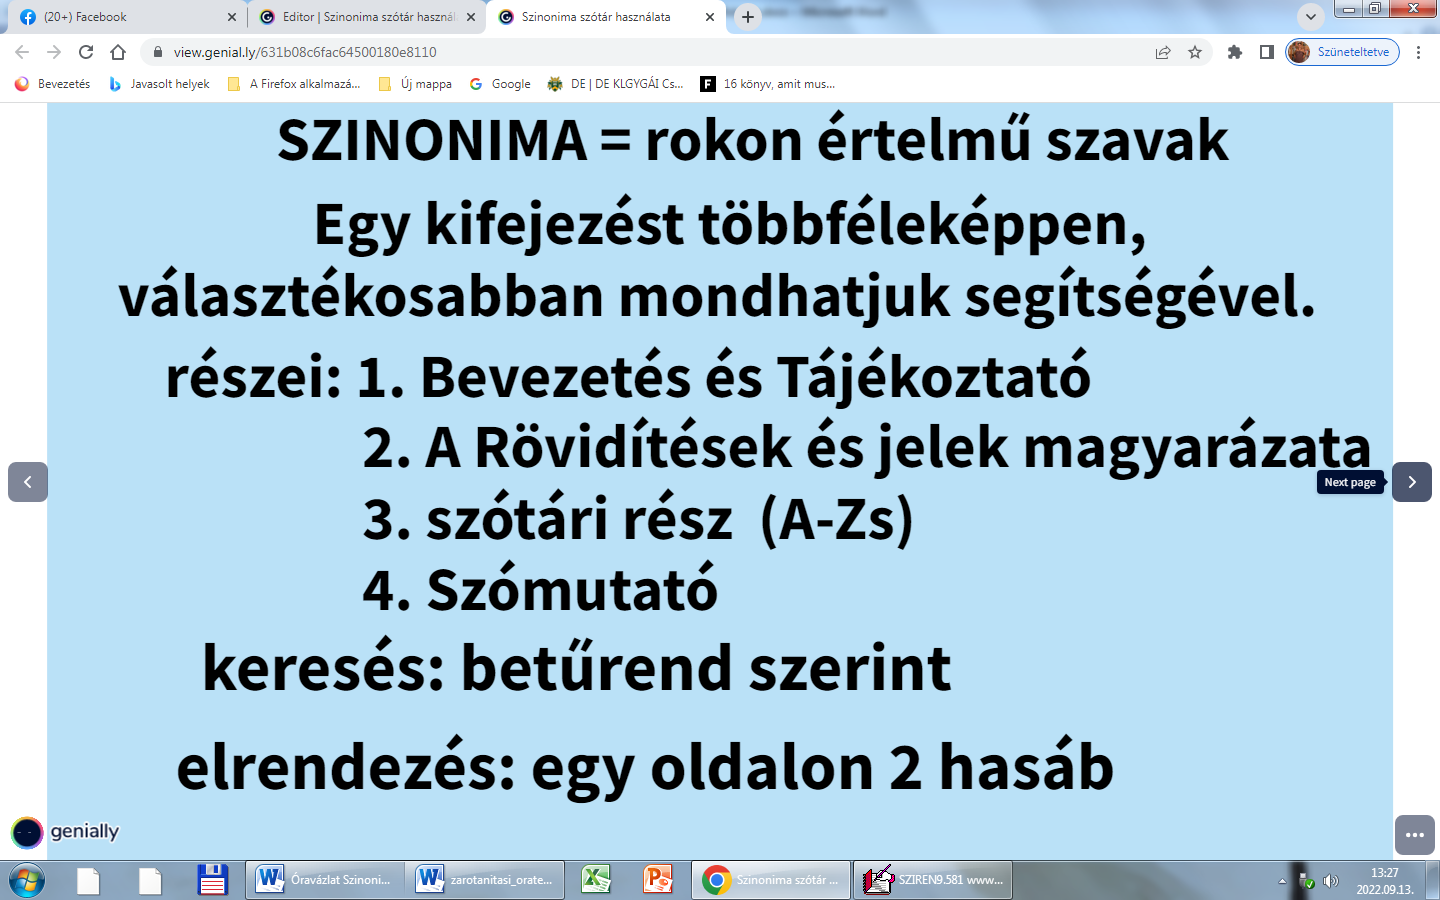 (20+) Facebook
Editor | Szinonima szótár használ
Szinonima szótár használata
view.genial.ly/631b08c6fac64500180e8110
Szüneteltetve
Bevezetés
Javasolt helyek
A Firefox alkalmazá...
Új mappa
Google
DE | DE KLGYGÁI Cs...
16 könyv, amit mus...
SZINONIMA = rokon értelmű szavak
Egy kifejezést többféleképpen,
választékosabban mondhatjuk segítségével.
részei: 1. Bevezetés és Tájékoztató
2. A Rövidítések és jelek magyarázata
Next page
3. szótári rész (A-Zs)
4. Szómutató
keresés: betűrend szerint
elrendezés: egy oldalon 2 hasáb
genially
Óravázlat Szinoni...
zarotanitasi_orate...
Szinonima szótár ...
SZIREN9.581 www...
13:27
2022.09.13.